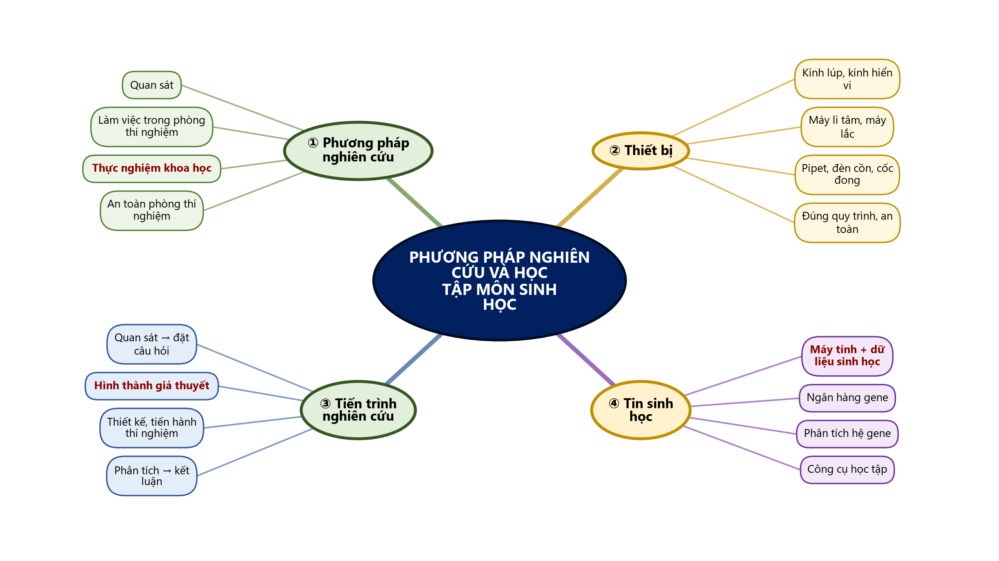 PHƯƠNG PHÁP NGHIÊN
CỨU VÀ HỌC
TẬP MÔN SINH
HỌC
① Phương pháp
nghiên cứu
Quan sát
Làm việc trong phòng
thí nghiệm
Thực nghiệm khoa học
An toàn phòng thí
nghiệm
② Thiết bị
Kính lúp, kính hiển
vi
Máy li tâm, máy
lắc
Pipet, đèn cồn, cốc
đong
Đúng quy trình, an
toàn
③ Tiến trình
nghiên cứu
Quan sát → đặt
câu hỏi
Hình thành giả thuyết
Thiết kế, tiến hành
thí nghiệm
Phân tích → kết
luận
④ Tin sinh
học
Máy tính + dữ
liệu sinh học
Ngân hàng gene
Phân tích hệ gene
Công cụ học tập